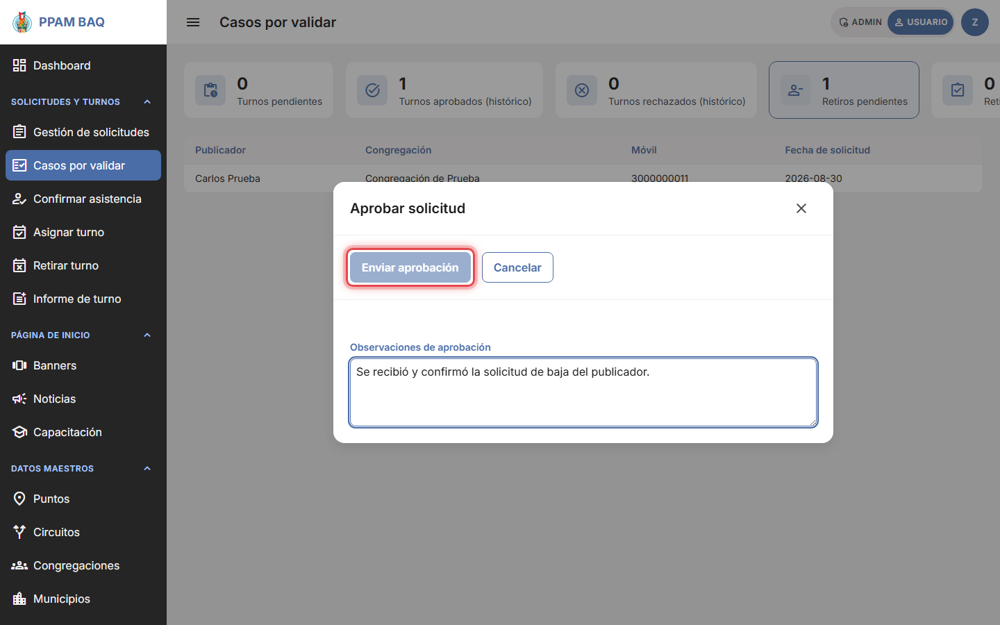 PPAM BAQ
Casos por validar
ADMIN
USUARIO
Z
Dashboard
SOLICITUDES Y TURNOS
Gestión de solicitudes
Casos por validar
Confirmar asistencia
Asignar turno
Retirar turno
Informe de turno
PÁGINA DE INICIO
Banners
Noticias
Capacitación
DATOS MAESTROS
Puntos
Circuitos
Congregaciones
Municipios
0
Turnos pendientes
1
Turnos aprobados (histórico)
0
Turnos rechazados (histórico)
1
Retiros pendientes
0
Reti
Publicador Congregación Móvil Fecha de solicitud
Carlos Prueba Congregación de Prueba 3000000011 2026-08-30
Aprobar solicitud
Enviar aprobación
Cancelar
Observaciones de aprobación
Se recibió y confirmó la solicitud de baja del publicador.